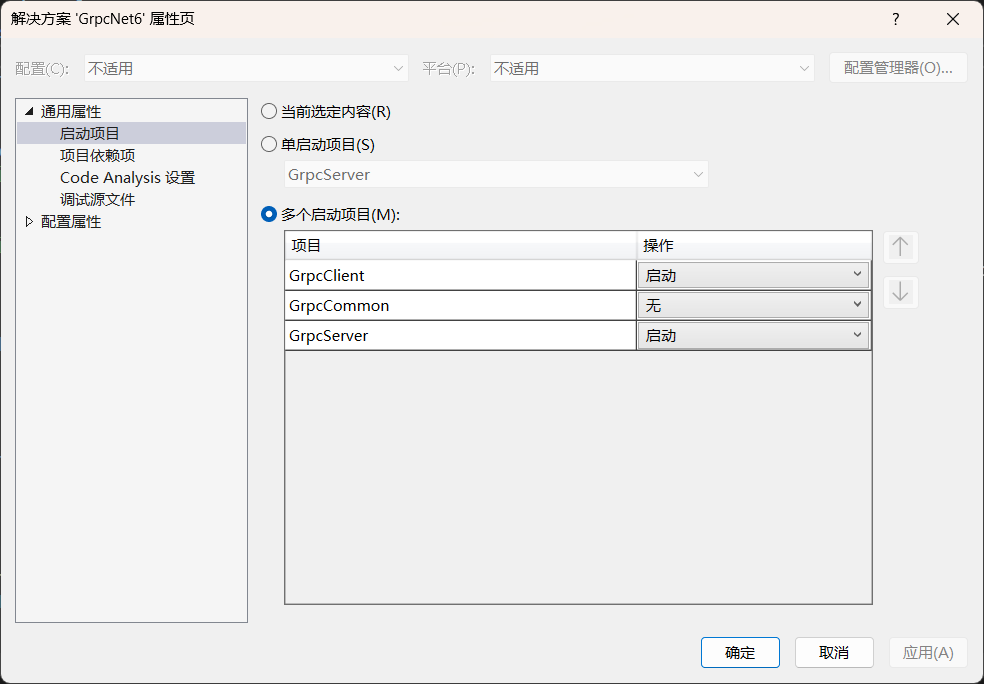 解决方案 'GrpcNet6' 属性页
?
配置(C): 不适用 平台(P): 不适用 配置管理器(O)...
通用属性
启动项目
项目依赖项
Code Analysis 设置
调试源文件
配置属性
当前选定内容(R)
单启动项目(S)
GrpcServer
多个启动项目(M):
项目 操作
GrpcClient 启动
GrpcCommon 无
GrpcServer 启动
确定 取消 应用(A)